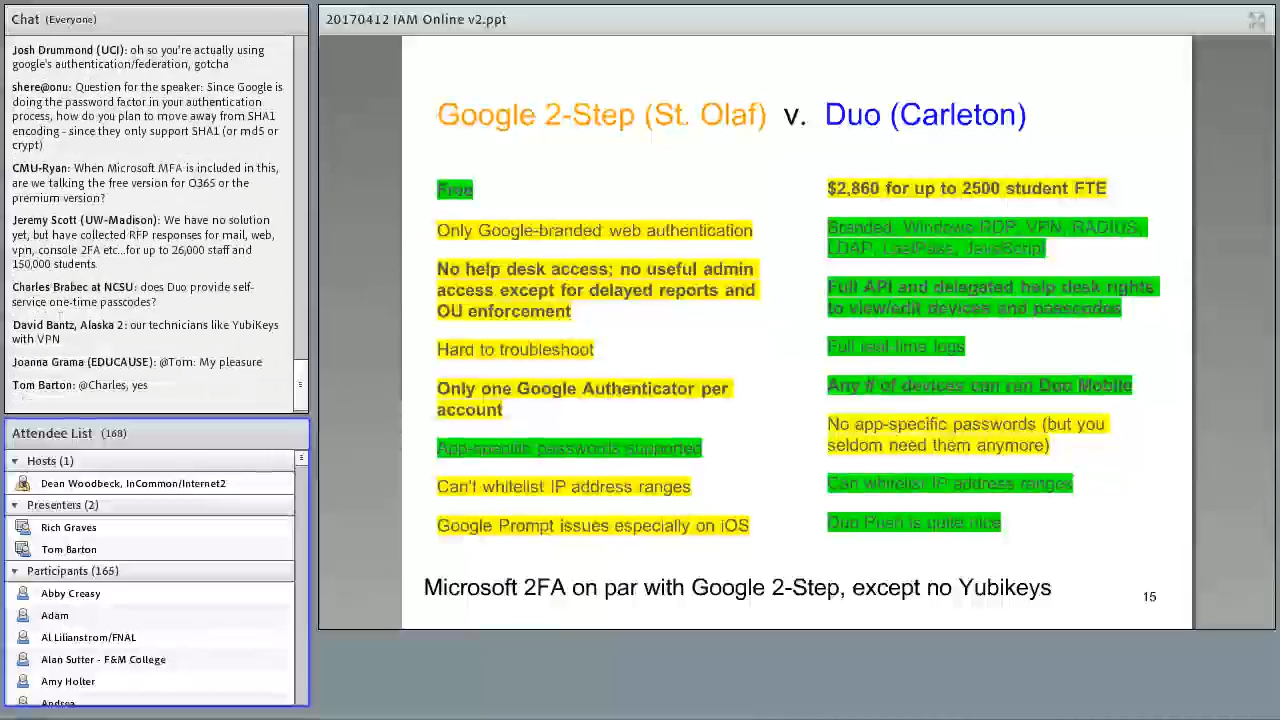 Chat (Everyone)
Josh Drummond (UCI): oh so you're actually using
google's authentication/federation, gotcha
shere@onu: Question for the speaker: Since Google is
doing the password factor in your authentication
process, how do you plan to move away from SHA1
encoding - since they only support SHA1 (or md5 or
crypt)
CMU-Ryan: When Microsoft MFA is included in this,
are we talking the free version for O365 or the
premium version?
Jeremy Scott (UW-Madison): We have no solution
yet, but have collected RFP responses for mail, web,
vpn, console 2FA etc...for up to 26,000 staff and
150,000 students.
Charles Brabec at NCSU: does Duo provide self-
service one-time passcodes?
David Bantz, Alaska 2: our technicians like YubiKeys
with VPN
Joanna Grama (EDUCAUSE): @Tom: My pleasure
Tom Barton: @Charles, yes
Attendee List (168)
Hosts (1)
Dean Woodbeck, InCommon/Internet2
Presenters (2)
Rich Graves
Tom Barton
Participants (165)
Abby Creasy
Adam
Al Lilianstrom/FNAL
Alan Sutter - F&M College
Amy Holter
Andrea
20170412 IAM Online v2.ppt
Google 2-Step (St. Olaf) v. Duo (Carleton)
Free
Only Google-branded web authentication
No help desk access; no useful admin
access except for delayed reports and
OU enforcement
Hard to troubleshoot
Only one Google Authenticator per
account
App-specific passwords supported
Can't whitelist IP address ranges
Google Prompt issues especially on iOS
$2,860 for up to 2500 student FTE
Branded, Windows RDP, VPN, RADIUS,
LDAP, LastPass, JavaScript
Full API and delegated help desk rights
to view/edit devices and passcodes
Full real-time logs
Any # of devices can run Duo Mobile
No app-specific passwords (but you
seldom need them anymore)
Can whitelist IP address ranges
Duo Push is quite nice
Microsoft 2FA on par with Google 2-Step, except no Yubikeys
15